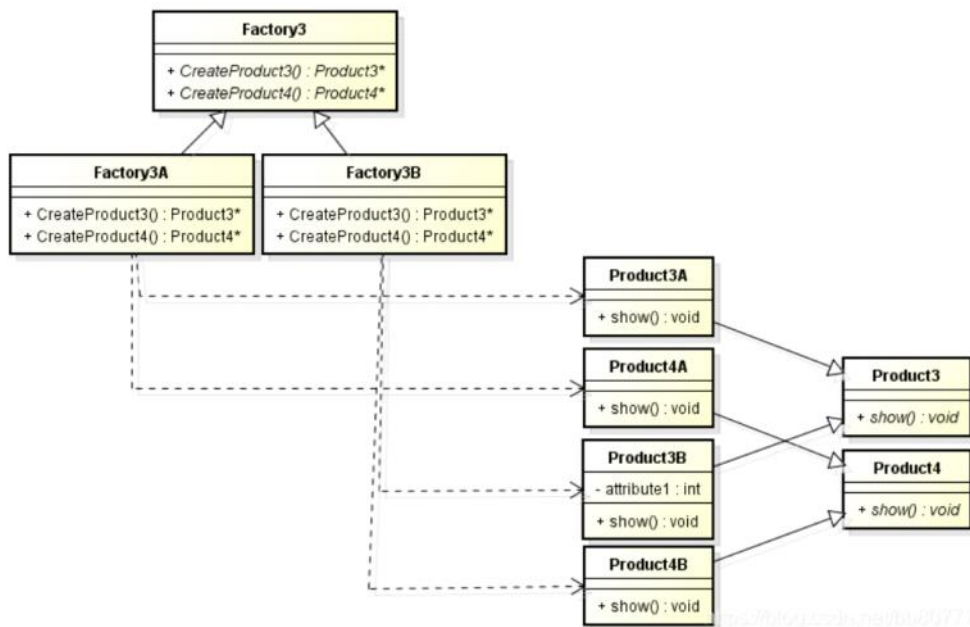 Factory3
+ CreateProduct3() : Product3*
+ CreateProduct4() : Product4*
Factory3A
+ CreateProduct3() : Product3*
+ CreateProduct4() : Product4*
Factory3B
+ CreateProduct3() : Product3*
+ CreateProduct4() : Product4*
Product3A
+ show() : void
Product4A
+ show() : void
Product3B
- attribute1 : int
+ show() : void
Product4B
+ show() : void
Product3
+ show() : void
Product4
+ show() : void